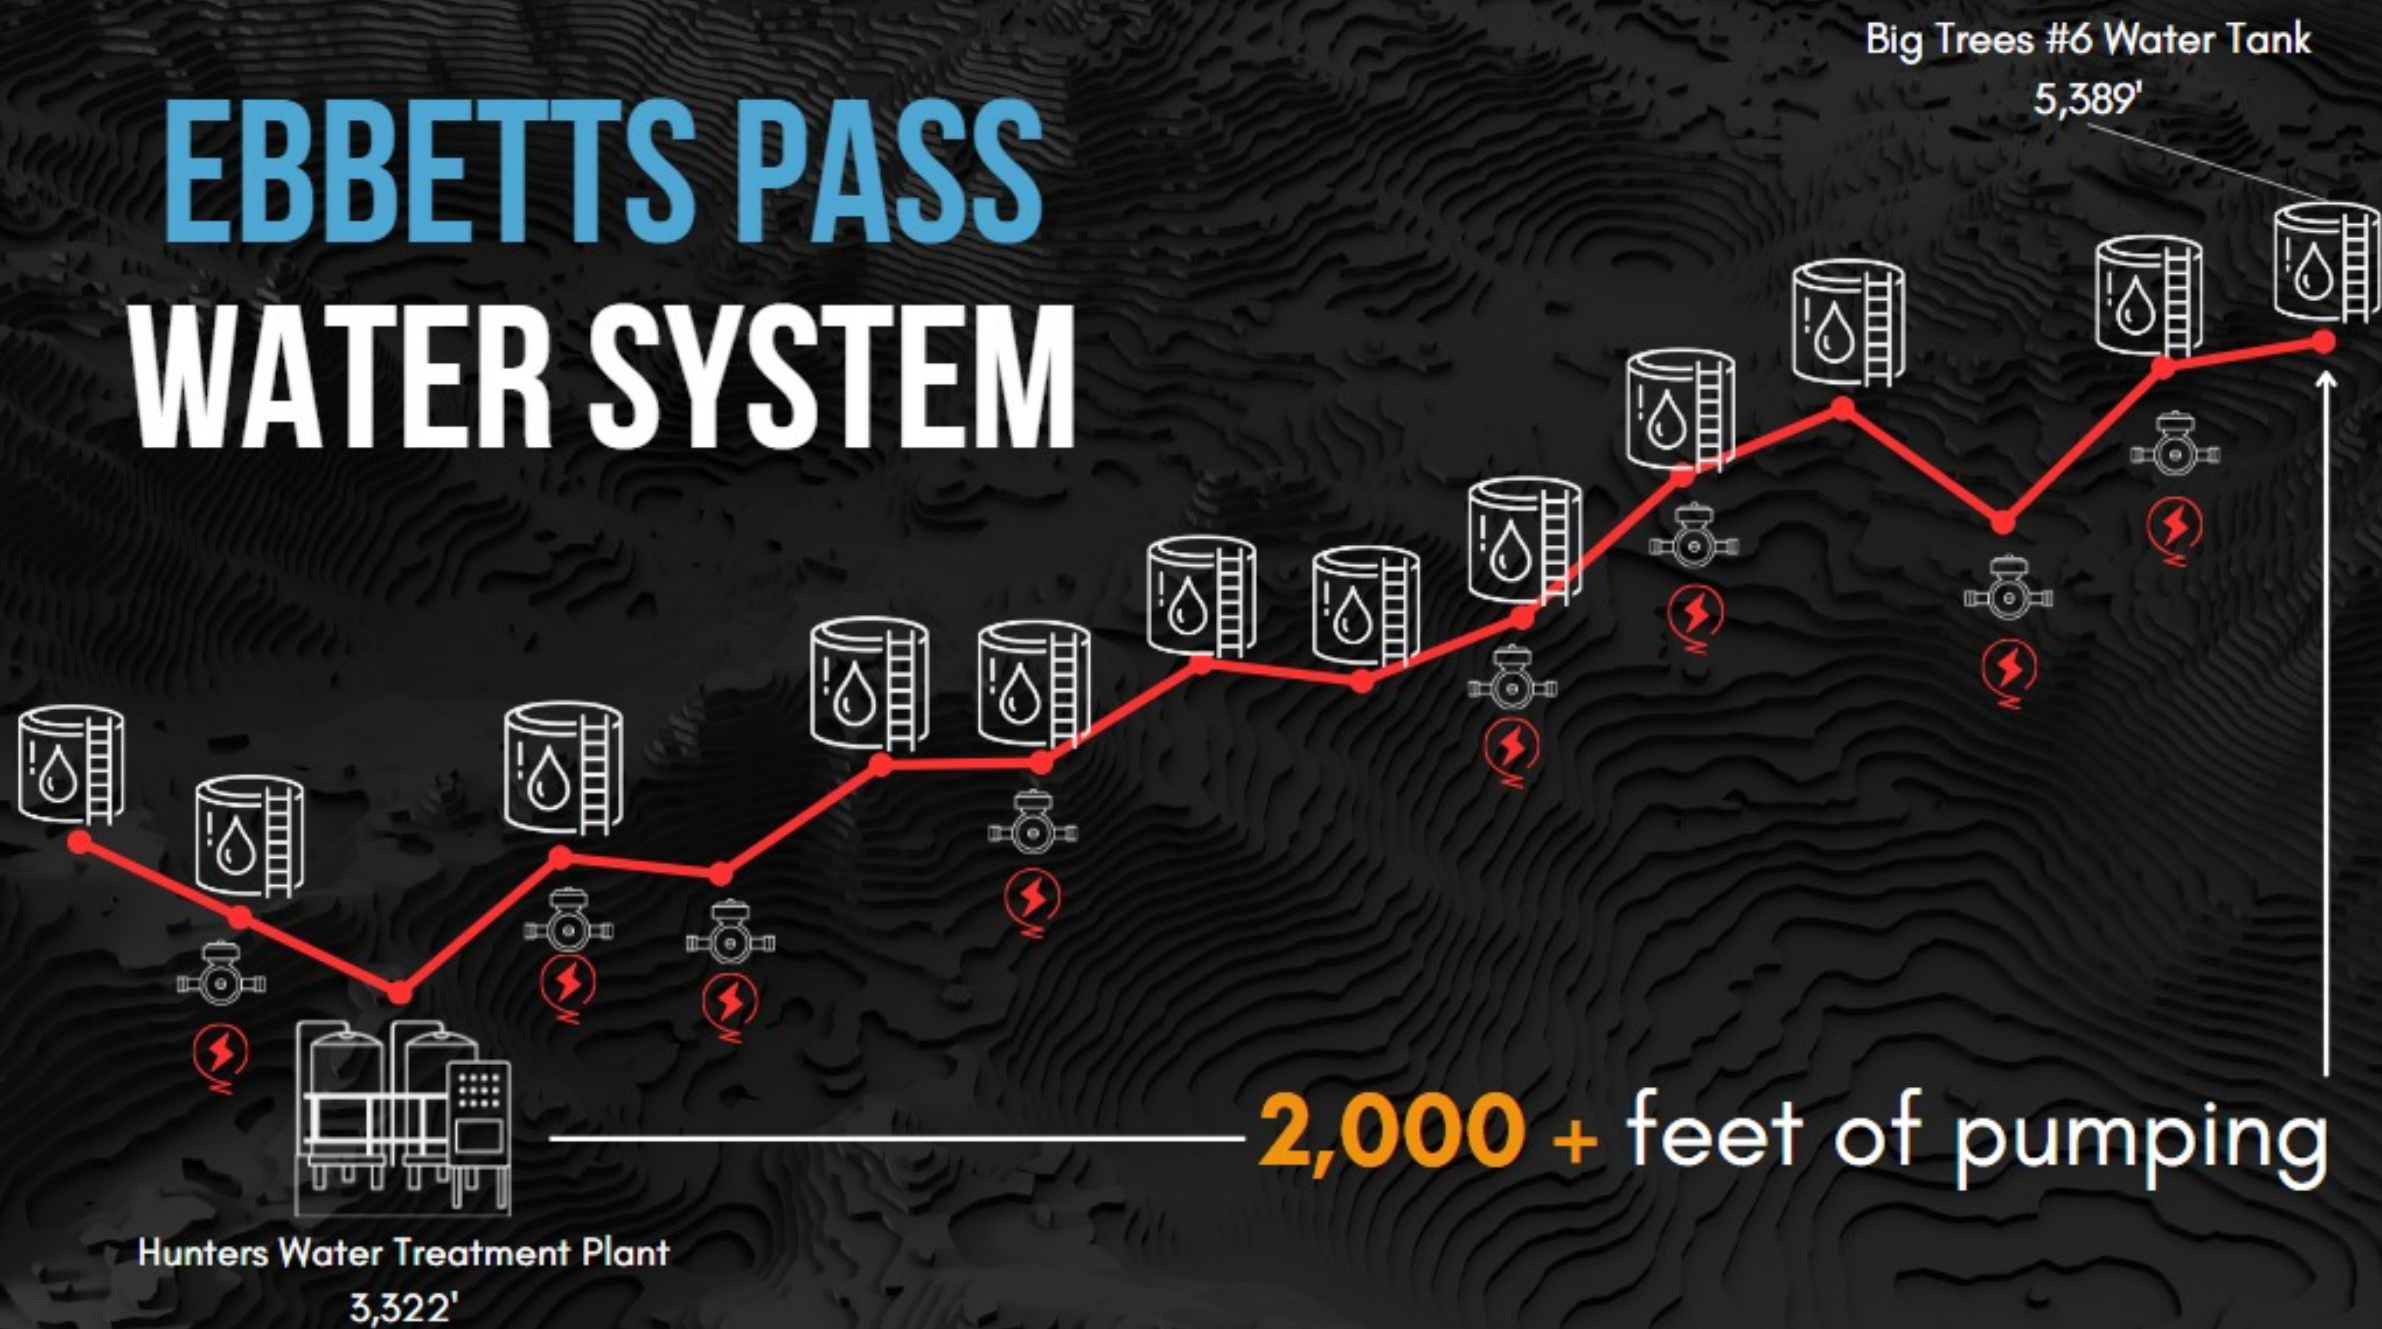 Big Trees #6 Water Tank
5,389'
EBBETTS PASS
WATER SYSTEM
2,000 + feet of pumping
Hunters Water Treatment Plant
3,322'